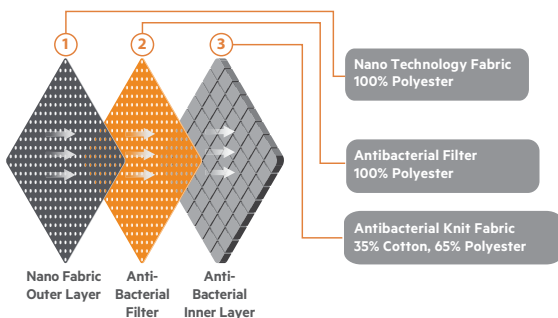 1
2
3
Nano Technology Fabric
100% Polyester
Antibacterial Filter
100% Polyester
Antibacterial Knit Fabric
35% Cotton, 65% Polyester
Nano Fabric
Outer Layer
Anti-
Bacterial
Filter
Anti-
Bacterial
Inner Layer